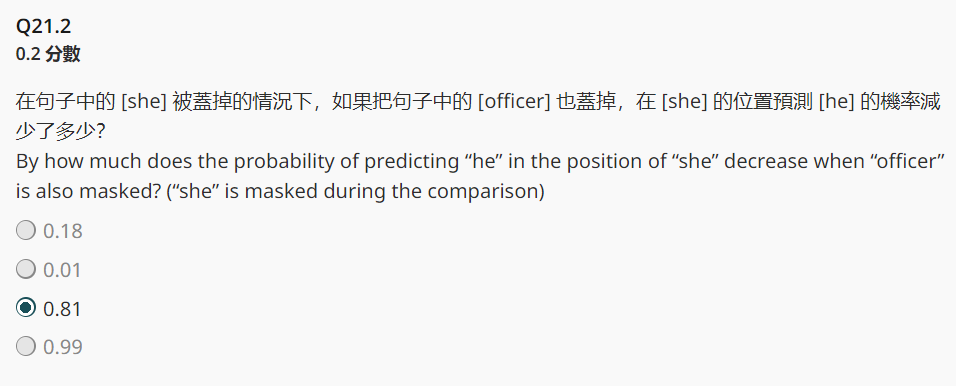 Q21.2
0.2 分數
在句子中的 [she] 被蓋掉的情況下，如果把句子中的 [officer] 也蓋掉，在 [she] 的位置預測 [he] 的機率減
少了多少?
By how much does the probability of predicting “he” in the position of “she” decrease when “officer”
is also masked? (“she” is masked during the comparison)
0.18
0.01
0.81
0.99